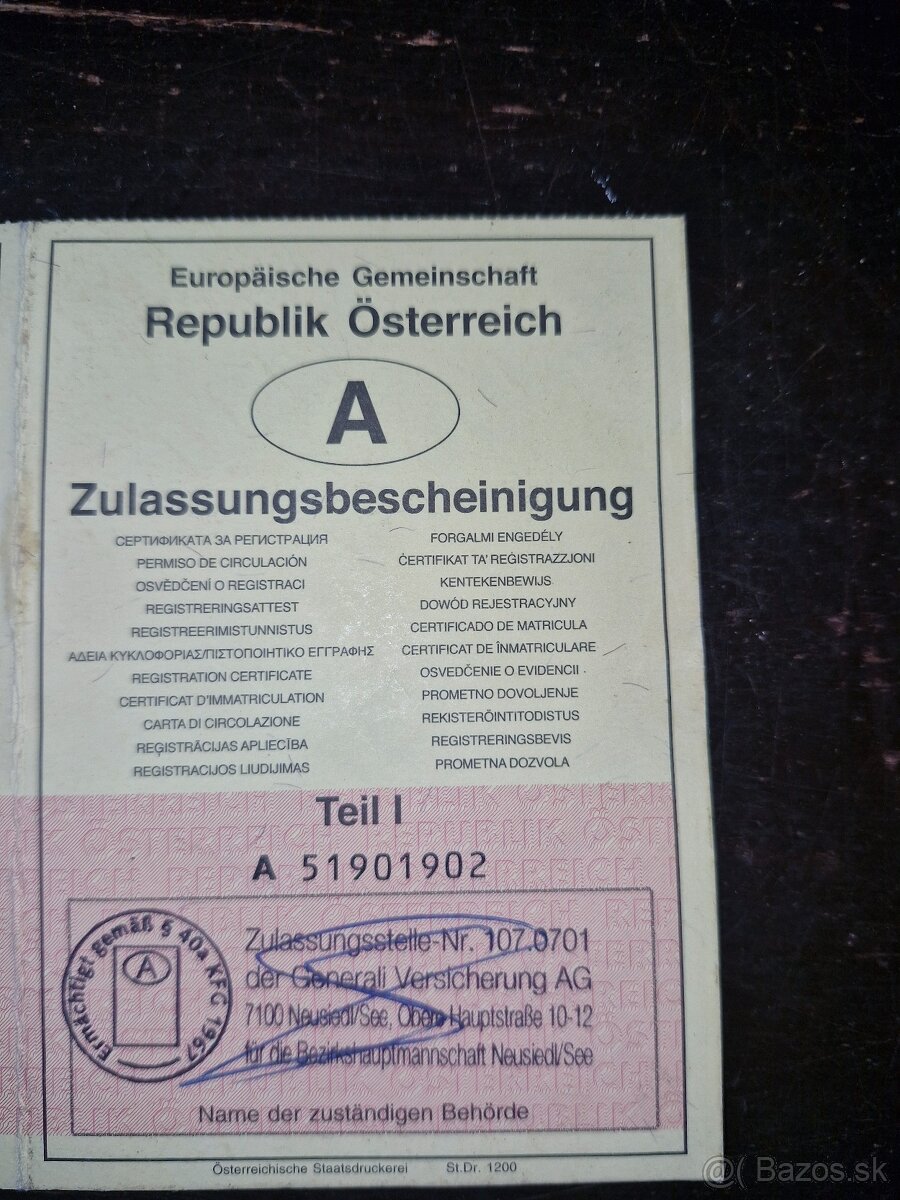 Europäische Gemeinschaft
Republik Österreich
A
Zulassungsbescheinigung
СЕРТИФИКАТА ЗА РЕГИСТРАЦИЯ
PERMISO DE CIRCULACIÓN
OSVĚDČENÍ O REGISTRACI
REGISTRERINGSATTEST
REGISTREERIMISTUNNISTUS
ΑΔΕΙΑ ΚΥΚΛΟΦΟΡΙΑΣ/ΠΙΣΤΟΠΟΙΗΤΙΚΟ ΕΓΓΡΑΦΗΣ
REGISTRATION CERTIFICATE
CERTIFICAT D'IMMATRICULATION
CARTA DI CIRCOLAZIONE
REĢISTRĀCIJAS APLIECĪBA
REGISTRACIJOS LIUDIJIMAS
FORGALMI ENGEDÉLY
ĊERTIFIKAT TA' REĠISTRAZZJONI
KENTEKENBEWIJS
DOWÓD REJESTRACYJNY
CERTIFICADO DE MATRICULA
CERTIFICAT DE ÎNMATRICULARE
OSVEDČENIE O EVIDENCII
PROMETNO DOVOLJENJE
REKISTERÖINTITODISTUS
REGISTRERINGSBEVIS
PROMETNA DOZVOLA
Teil I
A 51901902
Ermächtigt gemäß § 40a KFG 1967
A
Zulassungsstelle-Nr. 107.0701
der Generali Versicherung AG
7100 Neusiedl/See, Obere Hauptstraße 10-12
für die Bezirkshauptmannschaft Neusiedl/See
Name der zuständigen Behörde
Österreichische Staatsdruckerei St.Dr. 1200
@( Bazos.sk